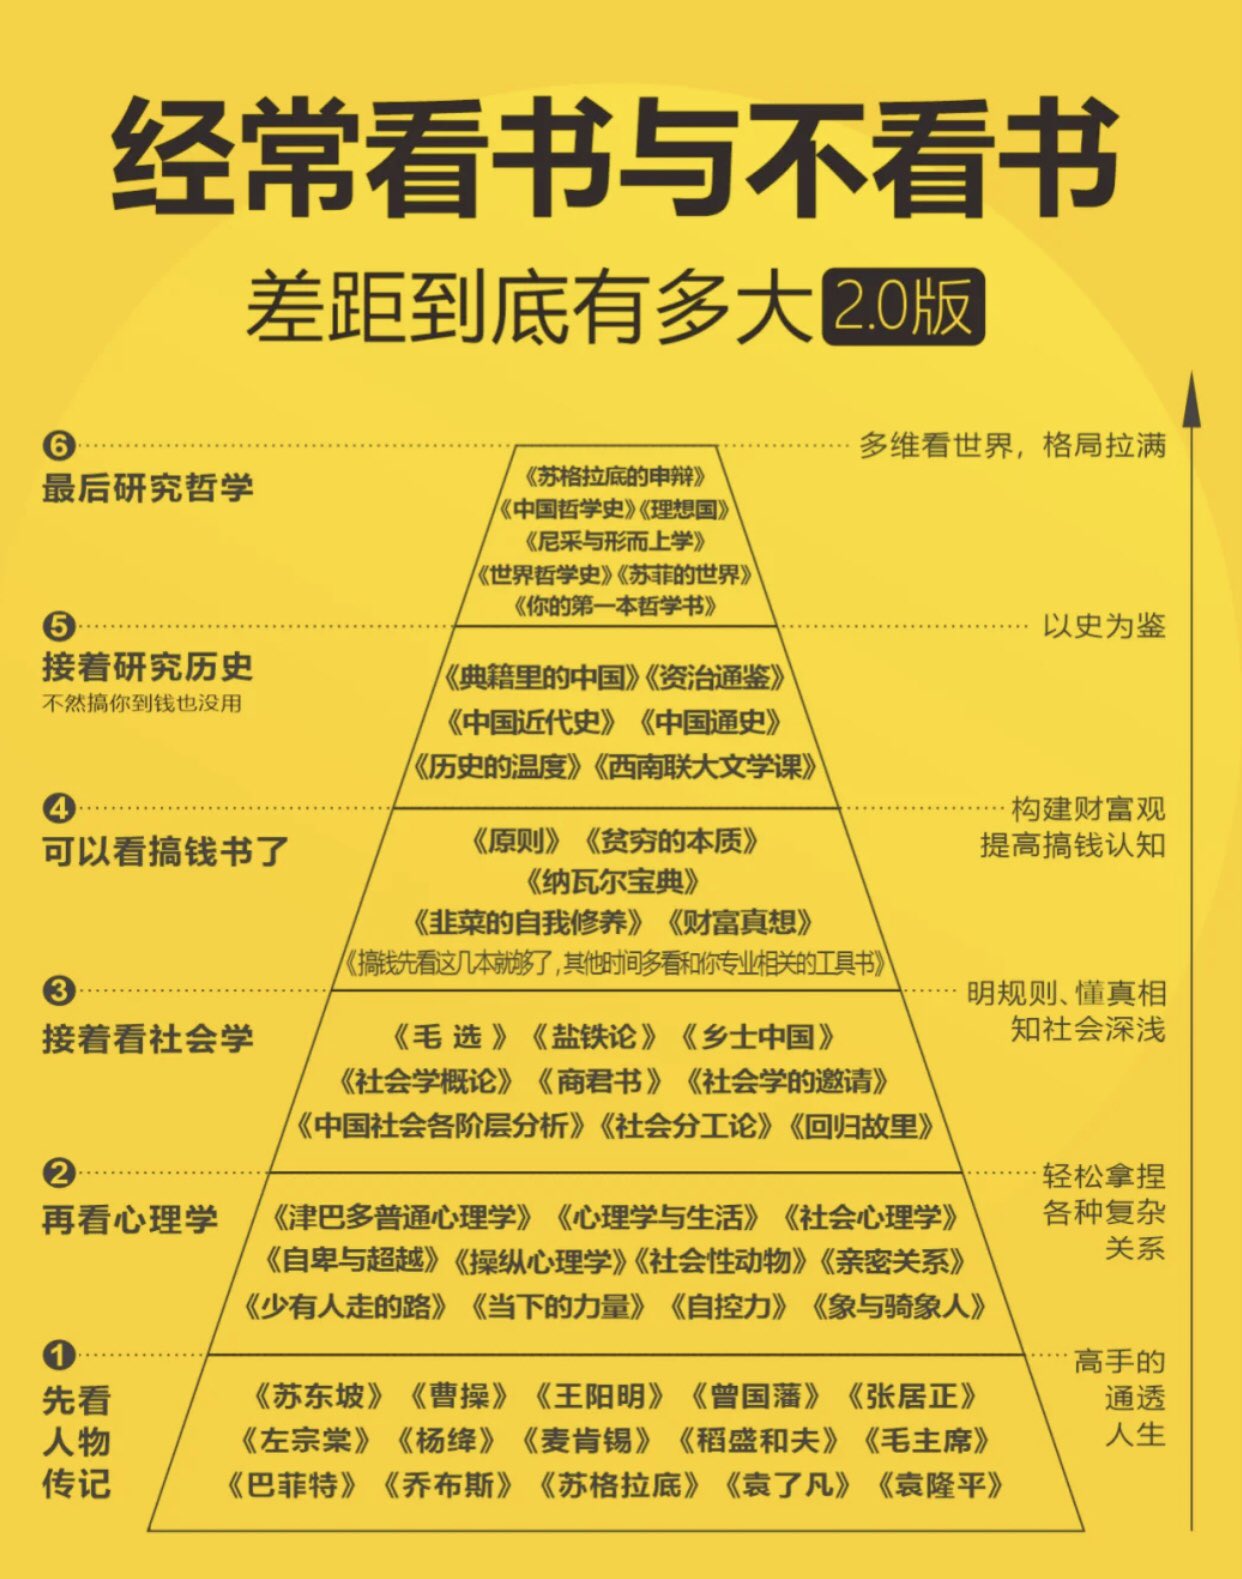 经常看书与不看书
差距到底有多大 2.0版
6
最后研究哲学
多维看世界，格局拉满
《苏格拉底的申辩》
《中国哲学史》《理想国》
《尼采与形而上学》
《世界哲学史》《苏菲的世界》
《你的第一本哲学书》
5
接着研究历史
不然搞你到钱也没用
以史为鉴
《典籍里的中国》《资治通鉴》
《中国近代史》《中国通史》
《历史的温度》《西南联大文学课》
4
可以看搞钱书了
构建财富观
提高搞钱认知
《原则》《贫穷的本质》
《纳瓦尔宝典》
《韭菜的自我修养》《财富真想》
《搞钱先看这几本就够了，其他时间多看和你专业相关的工具书》
3
接着看社会学
明规则、懂真相
知社会深浅
《毛选》《盐铁论》《乡士中国》
《社会学概论》《商君书》《社会学的邀请》
《中国社会各阶层分析》《社会分工论》《回归故里》
2
再看心理学
轻松拿捏
各种复杂
关系
《津巴多普通心理学》《心理学与生活》《社会心理学》
《自卑与超越》《操纵心理学》《社会性动物》《亲密关系》
《少有人走的路》《当下的力量》《自控力》《象与骑象人》
1
先看
人物
传记
高手的
通透
人生
《苏东坡》《曹操》《王阳明》《曾国藩》《张居正》
《左宗棠》《杨绛》《麦肯锡》《稻盛和夫》《毛主席》
《巴菲特》《乔布斯》《苏格拉底》《袁了凡》《袁隆平》